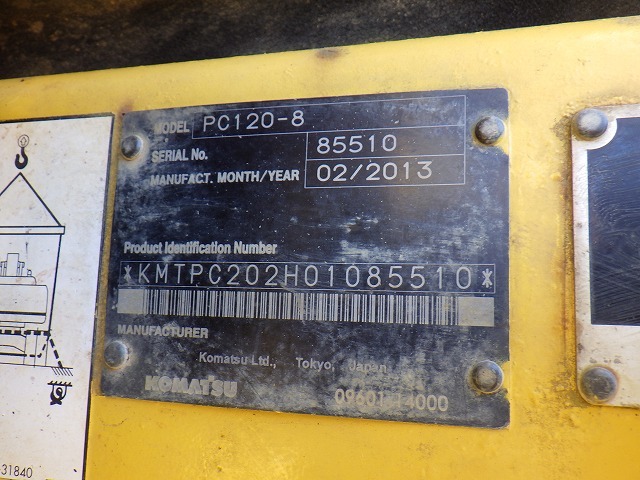 MODEL PC120-8
SERIAL No. 85510
MANUFACT. MONTH/YEAR 02/2013
Product Identification Number
*KMTPC202H01085510*
MANUFACTURER
Komatsu Ltd., Tokyo, Japan
KOMATSU
-31840